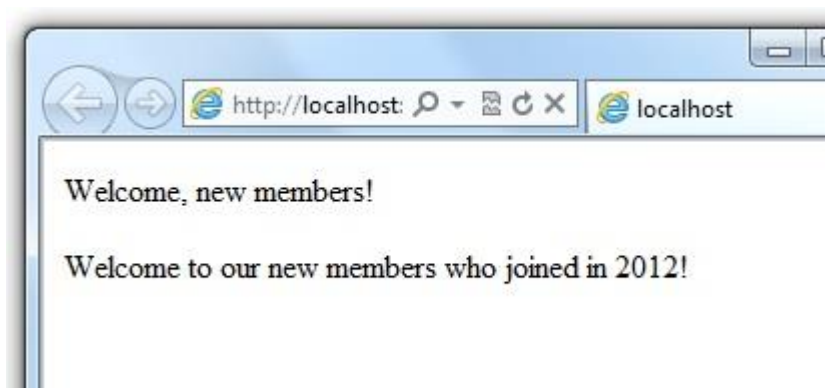 http://localhost:
localhost
Welcome, new members!
Welcome to our new members who joined in 2012!